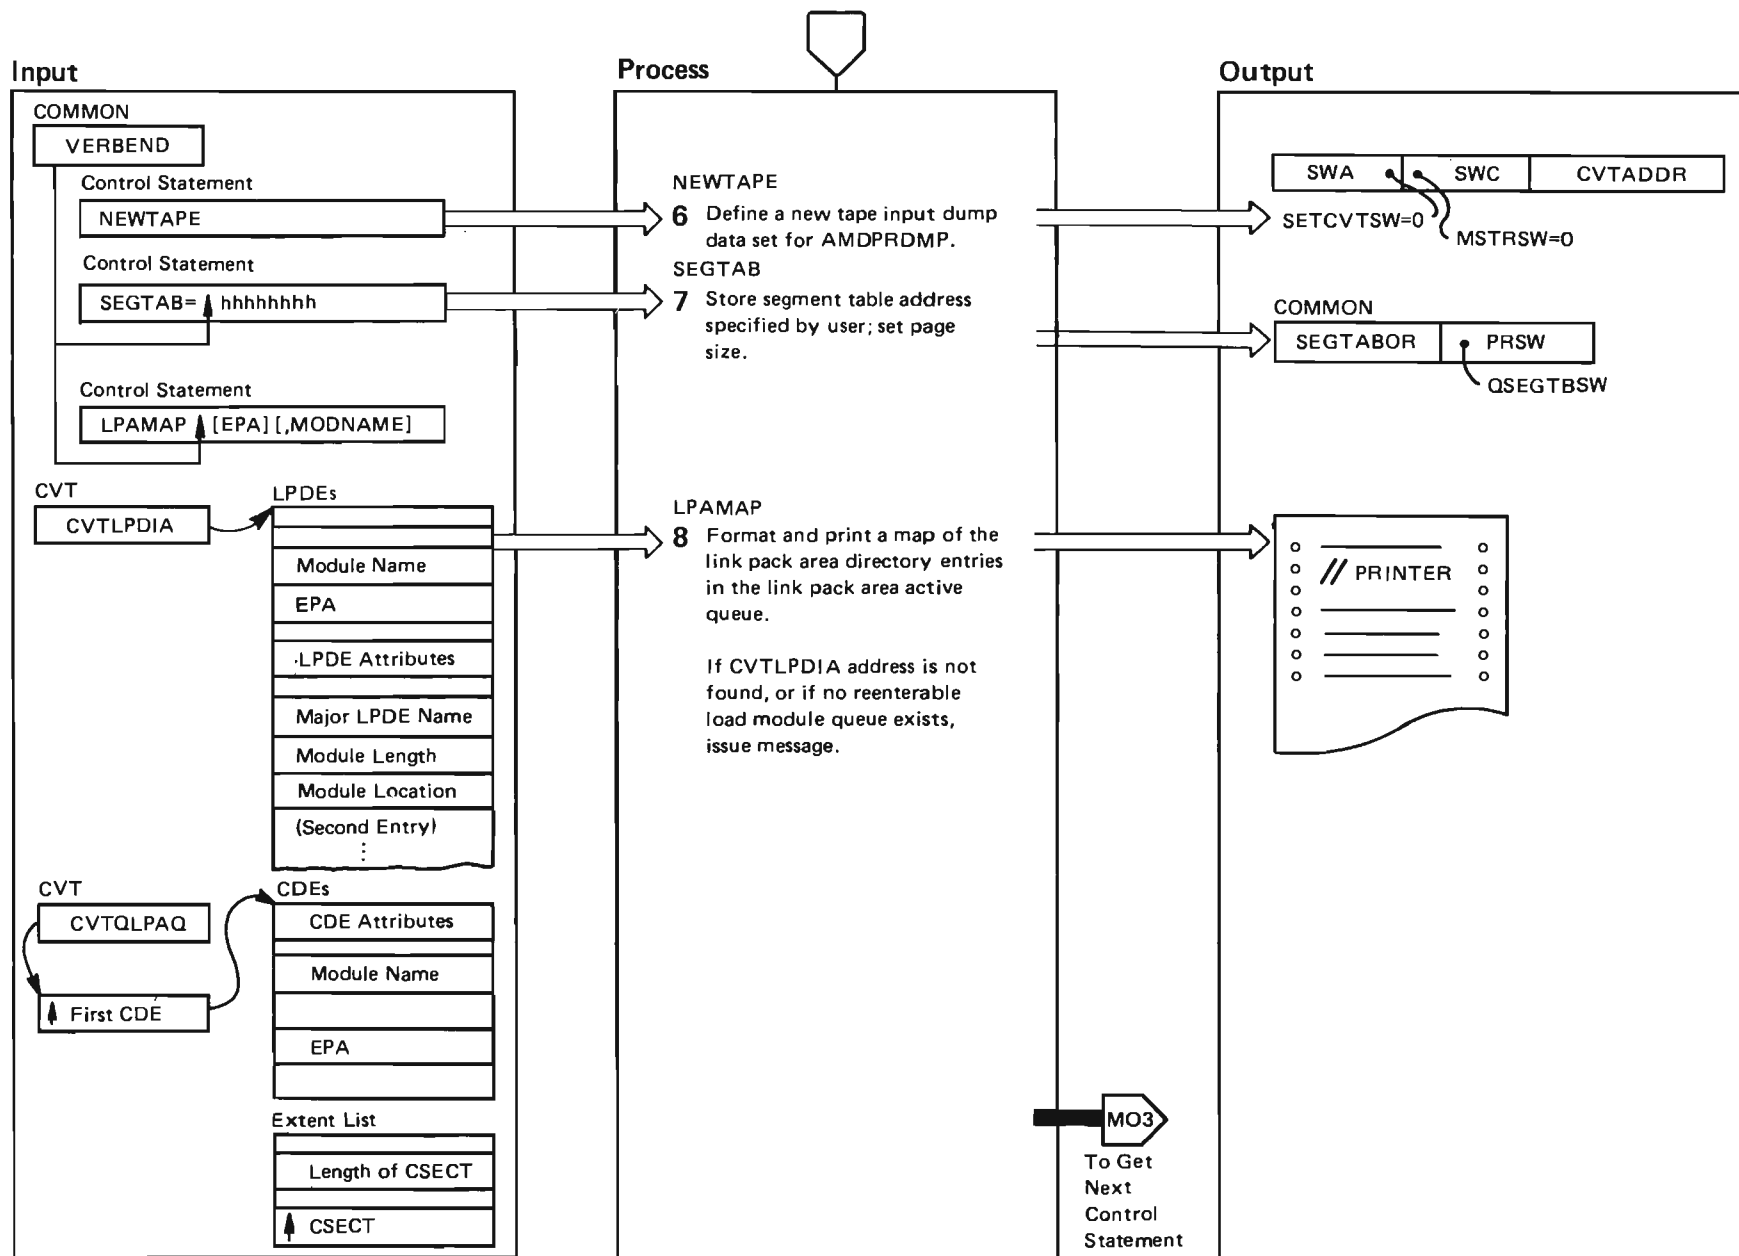 Input
COMMON
VERBEND
Control Statement
NEWTAPE
Control Statement
SEGTAB= hhhhhhhh
Control Statement
LPAMAP [EPA] [,MODNAME]
CVT
CVTLPDIA
LPDEs
Module Name
EPA
LPDE Attributes
Major LPDE Name
Module Length
Module Location
(Second Entry)
CVT
CVTQLPAQ
First CDE
CDEs
CDE Attributes
Module Name
EPA
Extent List
Length of CSECT
CSECT
Process
NEWTAPE
6 Define a new tape input dump
data set for AMDPRDMP.
SEGTAB
7 Store segment table address
specified by user; set page
size.
LPAMAP
8 Format and print a map of the
link pack area directory entries
in the link pack area active
queue.
If CVTLPDIA address is not
found, or if no reenterable
load module queue exists,
issue message.
MO3
To Get
Next
Control
Statement
Output
SWA SWC CVTADDR
SETCVTSW=0
MSTRSW=0
COMMON
SEGTABOR PRSW
QSEGTBSW
// PRINTER